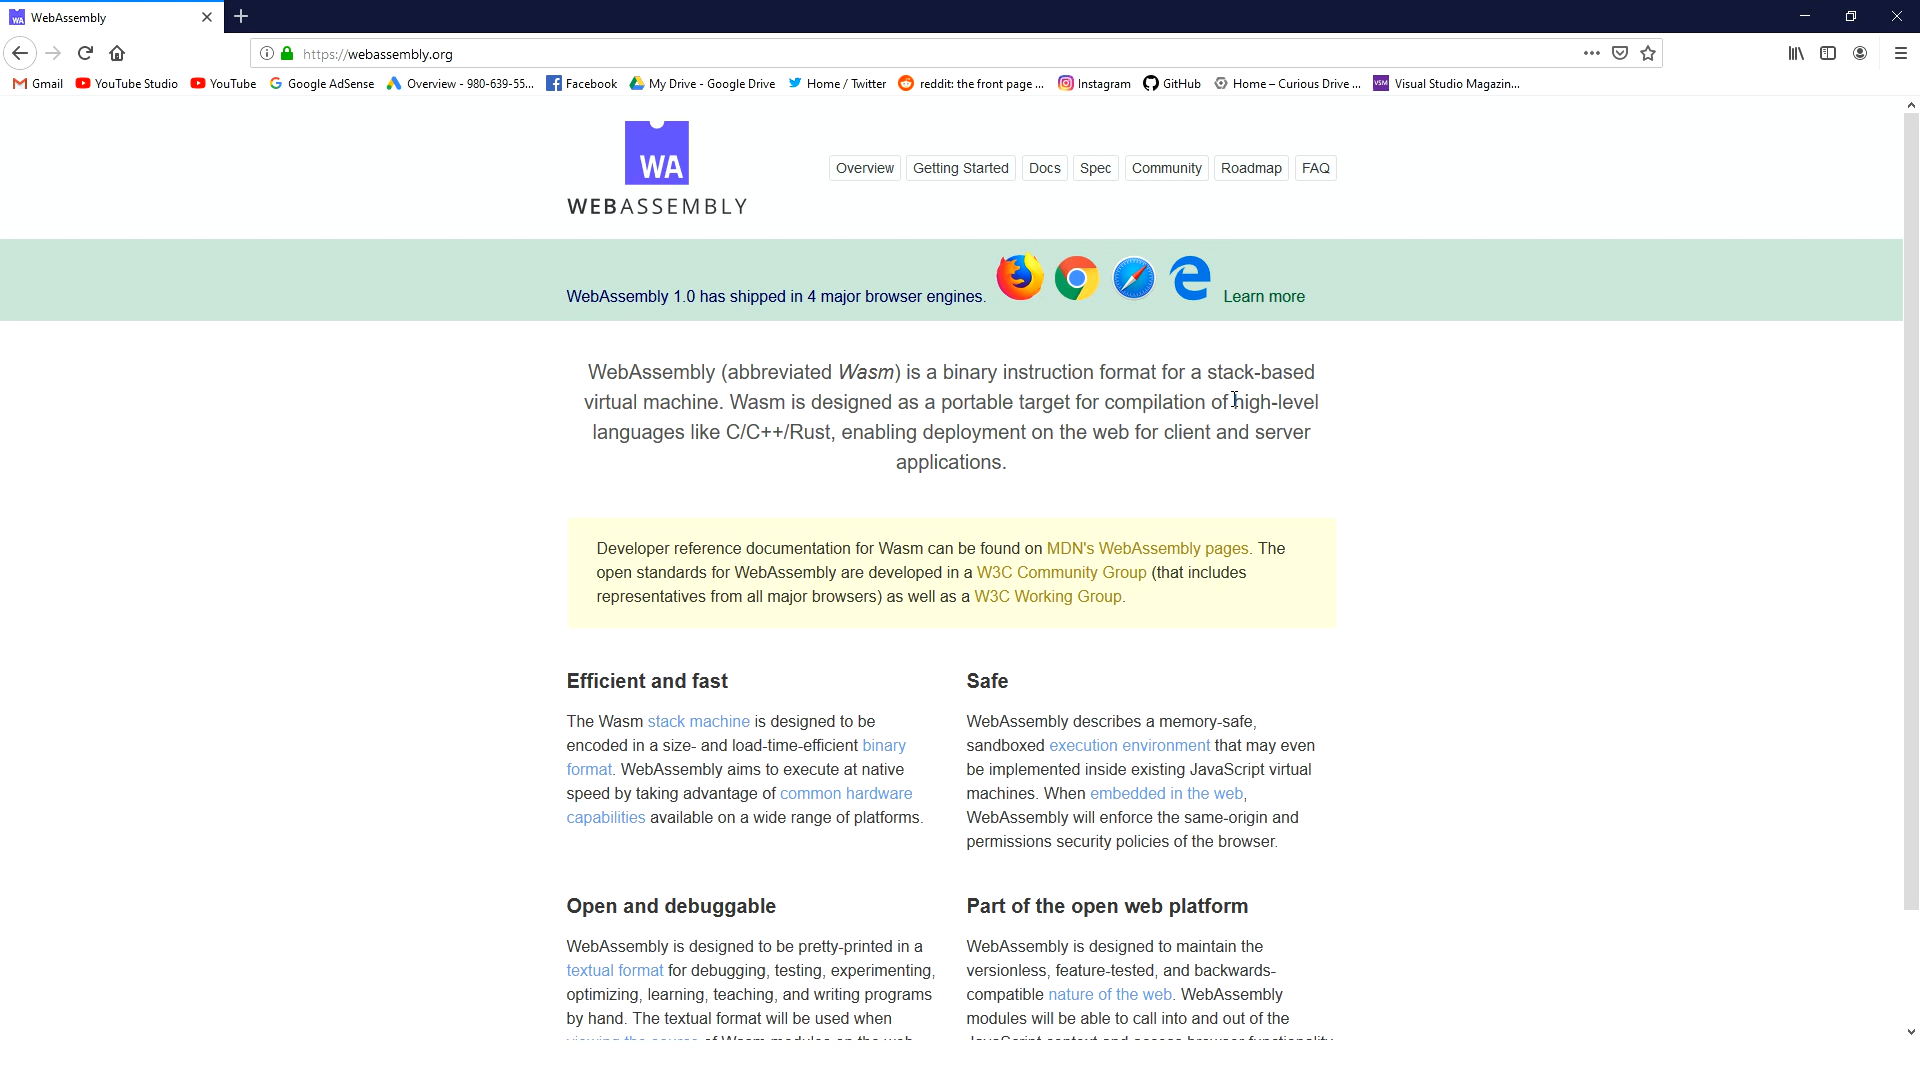 WebAssembly
https://webassembly.org
Gmail YouTube Studio YouTube Google AdSense Overview - 980-639-55... Facebook My Drive - Google Drive Home / Twitter reddit: the front page ... Instagram GitHub Home – Curious Drive ... VSM Visual Studio Magazin...
WA
WEBASSEMBLY
Overview Getting Started Docs Spec Community Roadmap FAQ
WebAssembly 1.0 has shipped in 4 major browser engines. Learn more
WebAssembly (abbreviated Wasm) is a binary instruction format for a stack-based
virtual machine. Wasm is designed as a portable target for compilation of high-level
languages like C/C++/Rust, enabling deployment on the web for client and server
applications.
Developer reference documentation for Wasm can be found on MDN's WebAssembly pages. The
open standards for WebAssembly are developed in a W3C Community Group (that includes
representatives from all major browsers) as well as a W3C Working Group.
Efficient and fast
The Wasm stack machine is designed to be
encoded in a size- and load-time-efficient binary
format. WebAssembly aims to execute at native
speed by taking advantage of common hardware
capabilities available on a wide range of platforms.
Safe
WebAssembly describes a memory-safe,
sandboxed execution environment that may even
be implemented inside existing JavaScript virtual
machines. When embedded in the web,
WebAssembly will enforce the same-origin and
permissions security policies of the browser.
Open and debuggable
WebAssembly is designed to be pretty-printed in a
textual format for debugging, testing, experimenting,
optimizing, learning, teaching, and writing programs
by hand. The textual format will be used when
viewing the source of Wasm modules on the web.
Part of the open web platform
WebAssembly is designed to maintain the
versionless, feature-tested, and backwards-
compatible nature of the web. WebAssembly
modules will be able to call into and out of the
JavaScript context and access browser functionality